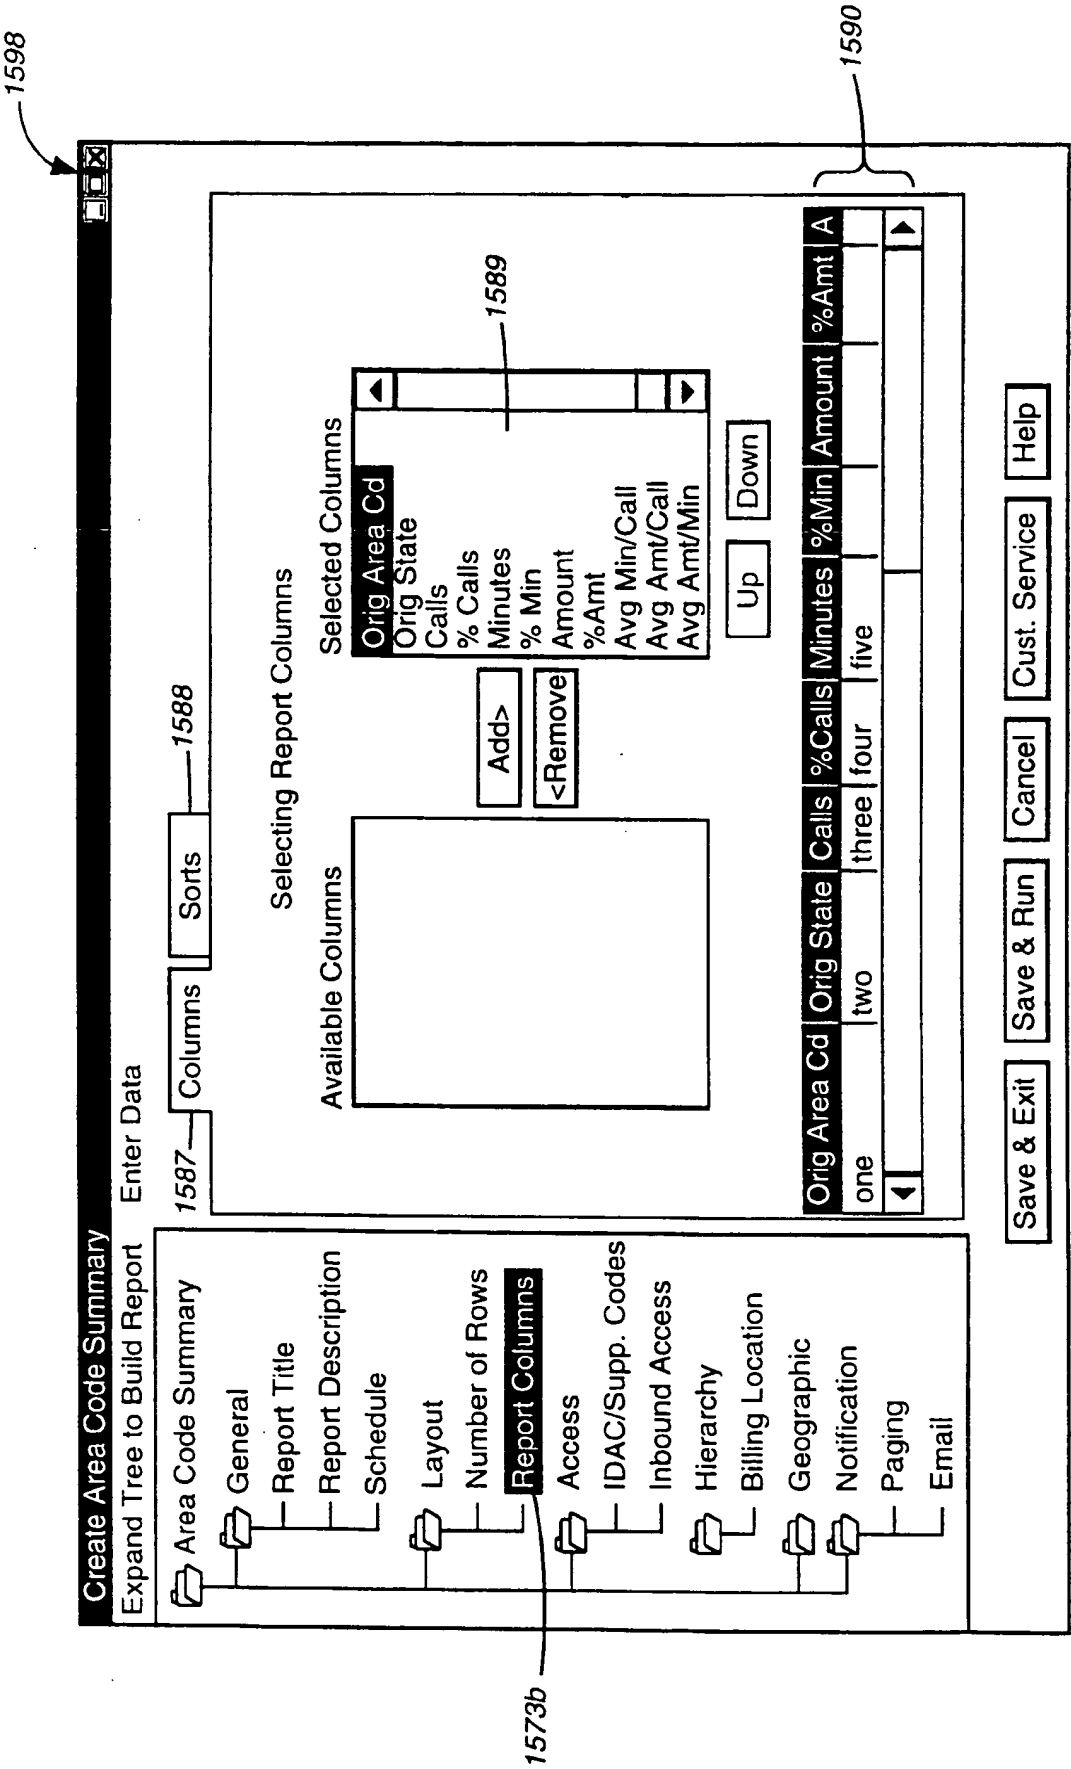 1598
Create Area Code Summary
Expand Tree to Build Report
Enter Data
Area Code Summary
General
Report Title
Report Description
Schedule
Layout
Number of Rows
Report Columns
Access
IDAC/Supp. Codes
Inbound Access
Hierarchy
Billing Location
Geographic
Notification
Paging
Email
1573b
1587
Columns
Sorts
1588
Selecting Report Columns
Available Columns
Add>
<Remove
Selected Columns
Orig Area Cd
Orig State
Calls
% Calls
Minutes
% Min
Amount
%Amt
Avg Min/Call
Avg Amt/Call
Avg Amt/Min
1589
Up
Down
Orig Area Cd Orig State Calls %Calls Minutes %Min Amount %Amt A
one two three four five
1590
Save & Exit Save & Run Cancel Cust. Service Help